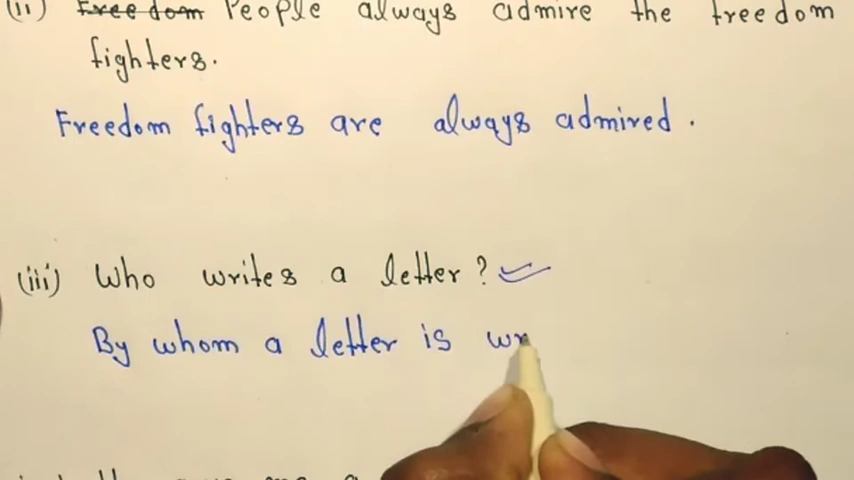 (ii) Freedom People always admire the freedom
fighters.
Freedom fighters are always admired.
(iii) Who writes a letter?
By whom a letter is wr